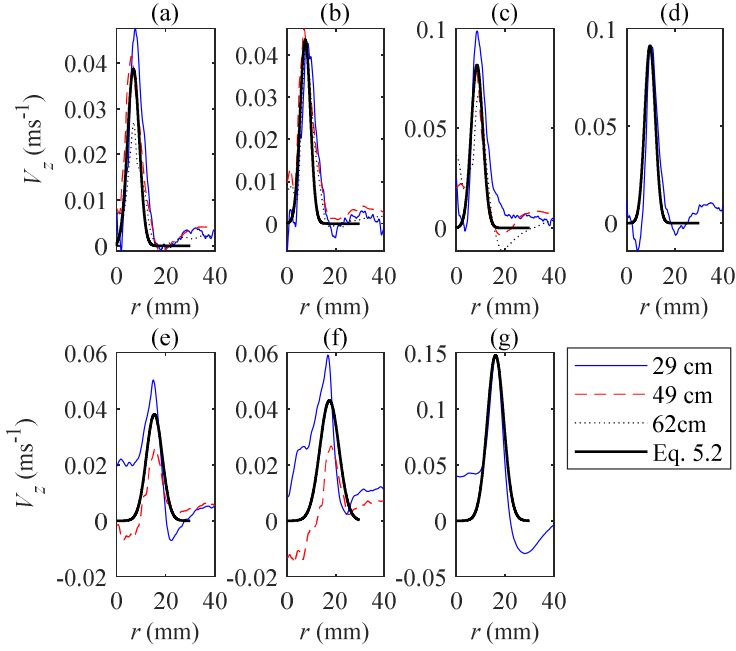 (a) (b) (c) (d)
0.04 0.03 0.02 0.01 0
0.04 0.03 0.02 0.01 0
0.1 0.05 0
0.1 0.05 0
V_z (ms^-1)
0 20 40 0 20 40 0 20 40 0 20 40
r (mm) r (mm) r (mm) r (mm)
(e) (f) (g)
0.06 0.04 0.02 0 -0.02
0.06 0.04 0.02 0 -0.02
0.15 0.1 0.05 0 -0.05
V_z (ms^-1)
0 20 40 0 20 40 0 20 40
r (mm) r (mm) r (mm)
29 cm
49 cm
62cm
Eq. 5.2